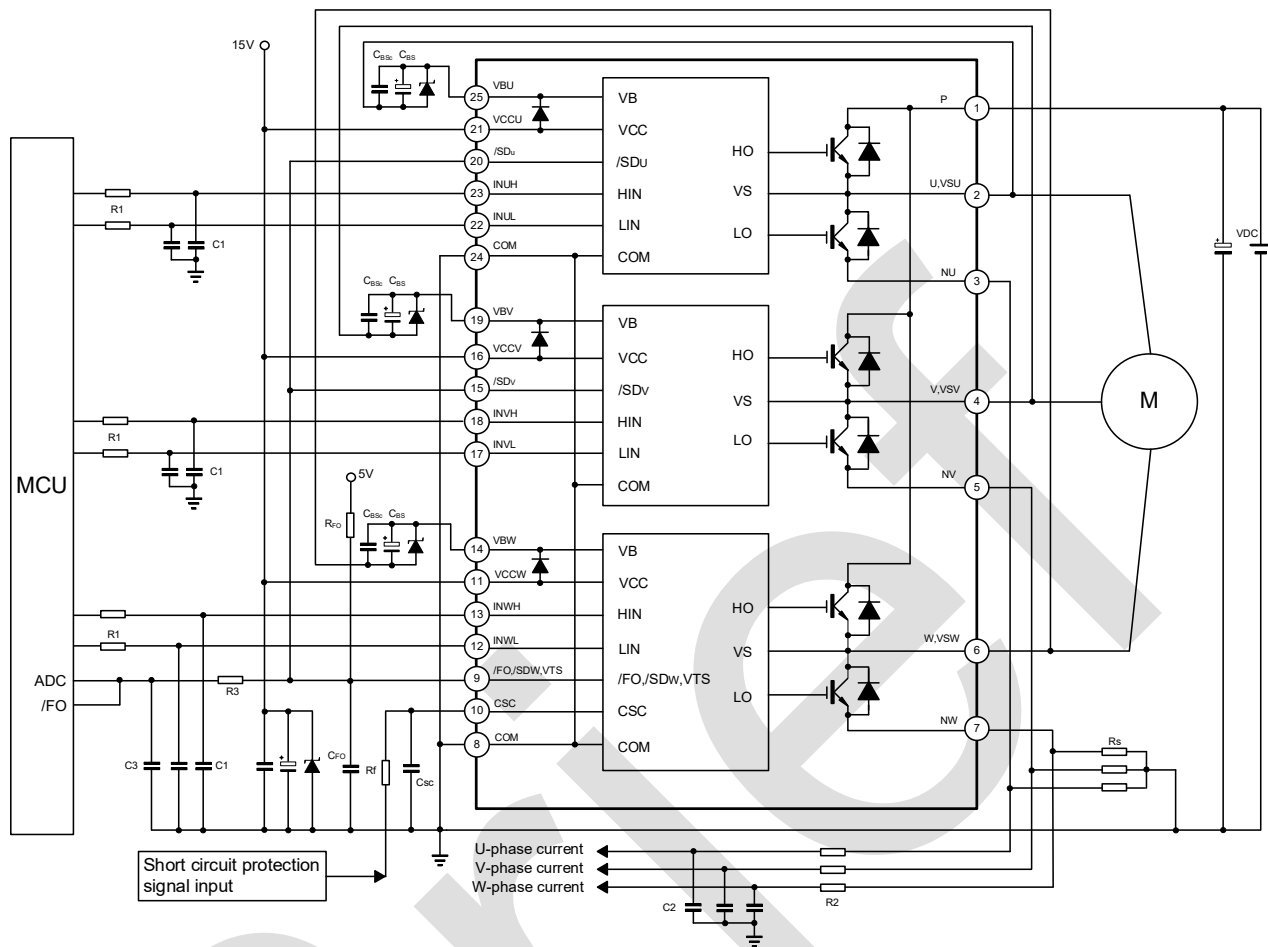 15V
CBSc CBS
25 VBU
VB
P 1
21 VCCU
VCC
20 /SDu
/SDU
HO
23 INUH
HIN
VS
U,VSU 2
R1
22 INUL
LIN
LO
C1
24 COM
COM
NU 3
VDC
CBSc CBS
19 VBV
VB
16 VCCV
VCC
HO
15 /SDv
/SDV
VS
V,VSV 4
M
18 INVH
HIN
R1
LO
17 INVL
LIN
C1
MCU
5V
COM
NV 5
RFO
CBSc CBS
14 VBW
VB
11 VCCW
VCC
13 INWH
HIN
HO
R1
12 INWL
LIN
VS
W,VSW 6
ADC
9 /FO,/SDW,VTS
/FO,/SDW,VTS
LO
R3
/FO
10 CSC
CSC
NW 7
8 COM
COM
Rs
C3
C1
CFO
Rf
Csc
Short circuit protection
signal input
U-phase current
V-phase current
W-phase current
R2
C2
rief